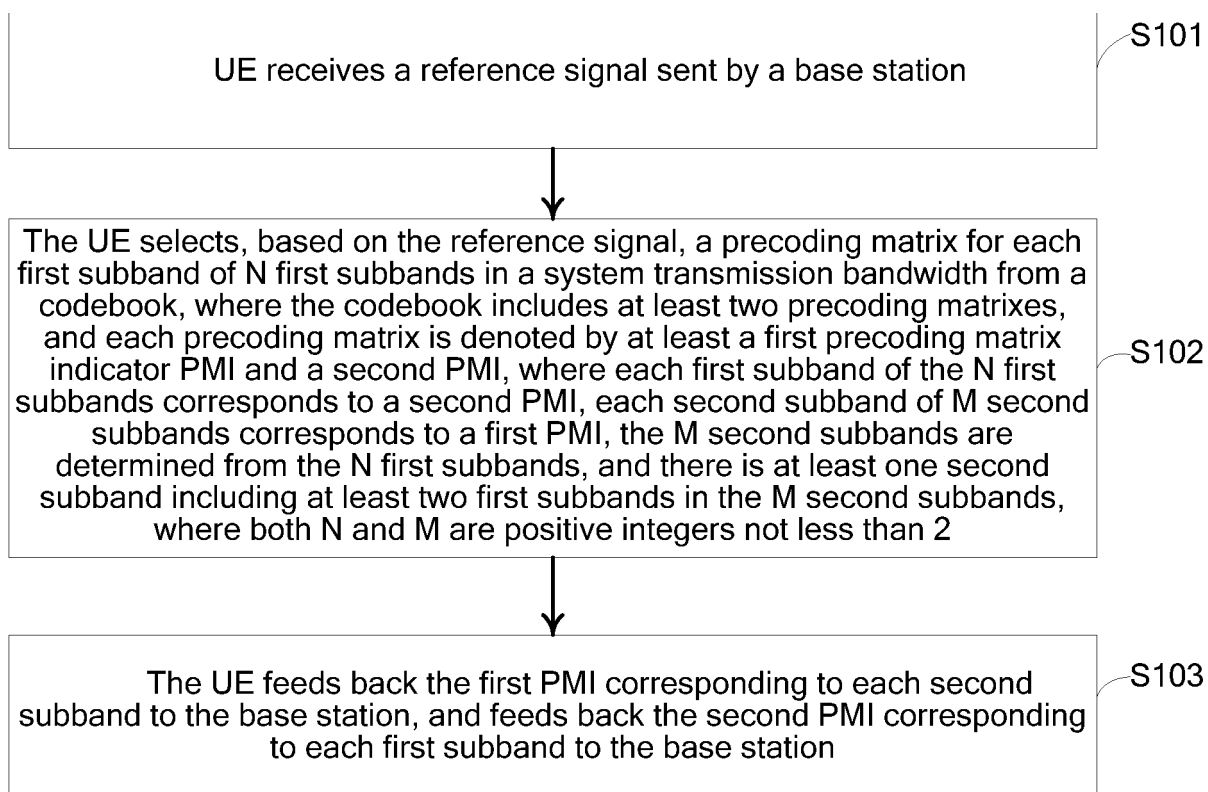 UE receives a reference signal sent by a base station
S101
The UE selects, based on the reference signal, a precoding matrix for each
first subband of N first subbands in a system transmission bandwidth from a
codebook, where the codebook includes at least two precoding matrixes,
and each precoding matrix is denoted by at least a first precoding matrix
indicator PMI and a second PMI, where each first subband of the N first
subbands corresponds to a second PMI, each second subband of M second
subbands corresponds to a first PMI, the M second subbands are
determined from the N first subbands, and there is at least one second
subband including at least two first subbands in the M second subbands,
where both N and M are positive integers not less than 2
S102
The UE feeds back the first PMI corresponding to each second
subband to the base station, and feeds back the second PMI corresponding
to each first subband to the base station
S103